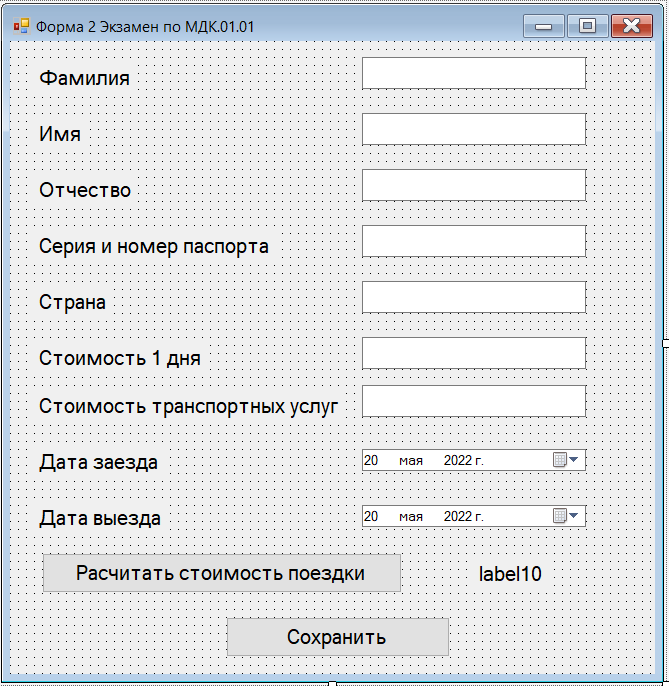 Форма 2 Экзамен по МДК.01.01
Фамилия
Имя
Отчество
Серия и номер паспорта
Страна
Стоимость 1 дня
Стоимость транспортных услуг
Дата заезда 20 мая 2022 г.
Дата выезда 20 мая 2022 г.
Расчитать стоимость поездки label10
Сохранить